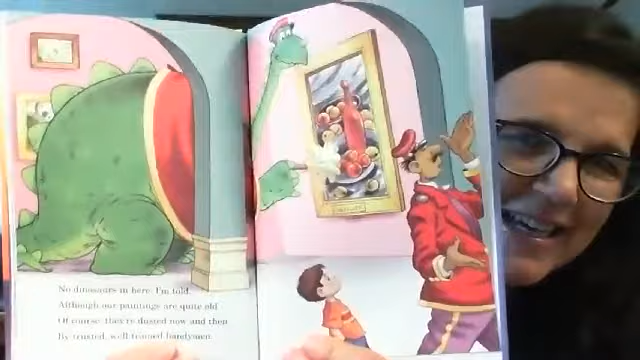 No dinosaurs in here, I'm told.
Although our paintings are quite old
Of course, they're dusted now and then
By trusted, well-trained handymen.